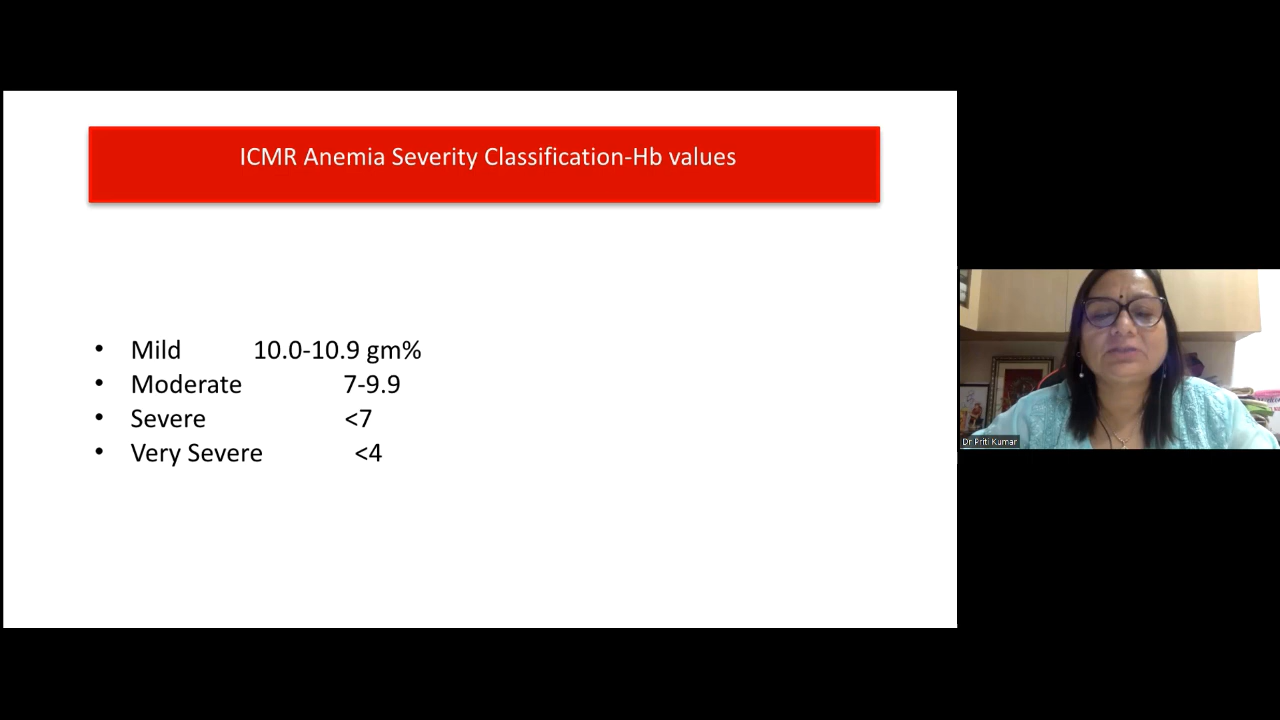 ICMR Anemia Severity Classification-Hb values
• Mild 10.0-10.9 gm%
• Moderate 7-9.9
• Severe <7
• Very Severe <4
Dr Priti Kumar